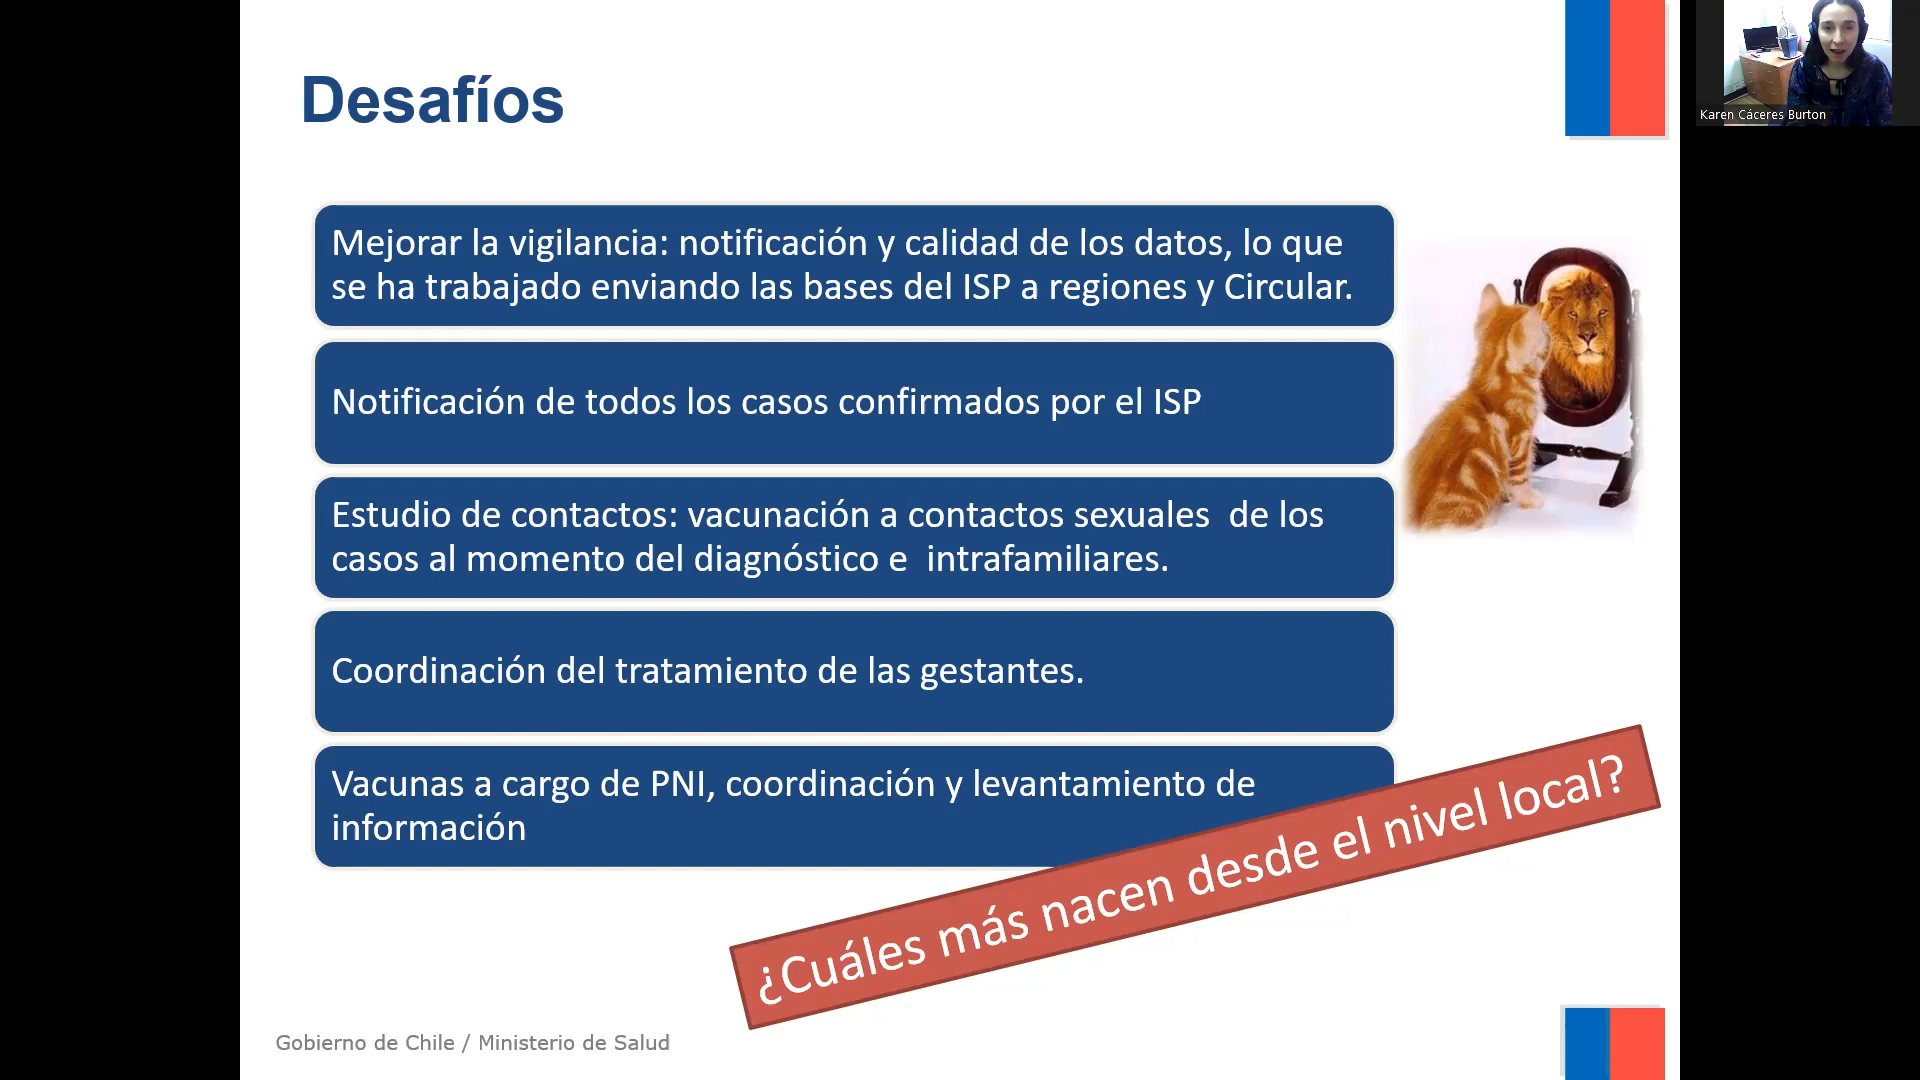 Desafíos
Karen Cáceres Burton
Mejorar la vigilancia: notificación y calidad de los datos, lo que
se ha trabajado enviando las bases del ISP a regiones y Circular.
Notificación de todos los casos confirmados por el ISP
Estudio de contactos: vacunación a contactos sexuales  de los
casos al momento del diagnóstico e  intrafamiliares.
Coordinación del tratamiento de las gestantes.
Vacunas a cargo de PNI, coordinación y levantamiento de
información
¿Cuáles más nacen desde el nivel local?
Gobierno de Chile / Ministerio de Salud